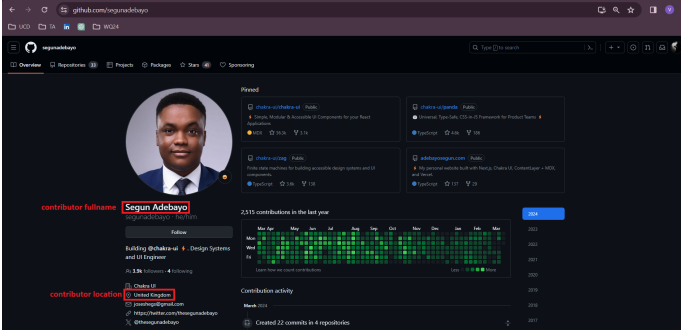 github.com/segunadebayo
UCD
TA
in
WG24
segunadebayo
Type / to search
Overview
Repositories 33
Projects
Packages
Stars
Sponsoring
Pinned
chakra-ui/chakra-ui Public
Simple, Modular & Accessible UI Components for your React
Applications
MDX
chakra-ui/panda Public
Universal, Type-Safe, CSS-in-JS Framework for Product Teams
TypeScript
chakra-ui/zag Public
Finite state machines for building accessible design systems and UI
components.
TypeScript
adebayosegun.com Public
My personal website built with Next.js, Chakra UI, Contentlayer
and Vercel.
TypeScript
contributor fullname
Segun Adebayo
segunadebayo · he/him
Follow
Building @chakra-ui. Design Systems
and UI Engineer
3.9k followers · 4 following
Chakra UI
contributor location
United Kingdom
joseshegs@gmail.com
https://twitter.com/thesegunadebayo
@thesegunadebayo
2,515 contributions in the last year
Mar Apr May Jun Jul Aug Sep Oct Nov Dec Jan Feb Mar
Mon
Wed
Fri
Learn how we count contributions
Less More
Contribution activity
March 2024
Created 22 commits in 4 repositories
2024
2023
2022
2021
2020
2019
2018
2017